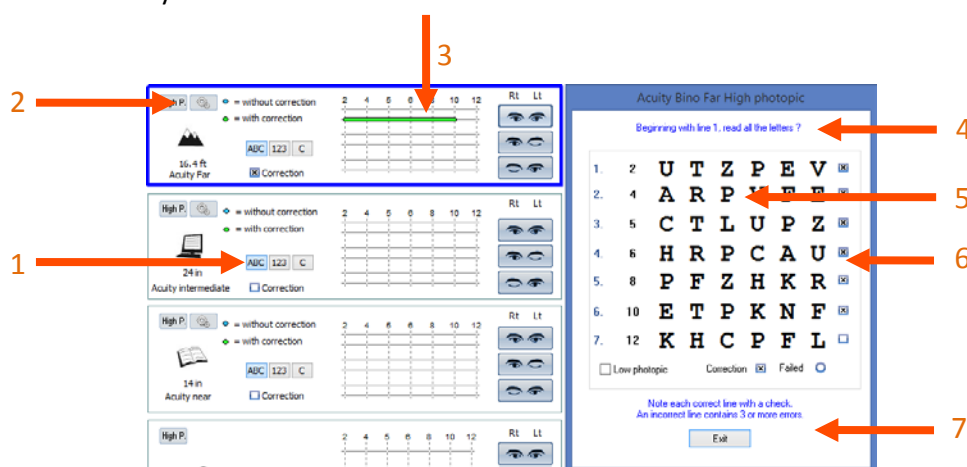 3
2
High P. = without correction
2 4 6 8 10 12
Rt Lt
= with correction
ABC 123 C
16.4 ft
Acuity Far
Correction
High P. = without correction
2 4 6 8 10 12
Rt Lt
= with correction
1
ABC 123 C
24 in
Acuity intermediate
Correction
High P. = without correction
2 4 6 8 10 12
Rt Lt
= with correction
ABC 123 C
14 in
Acuity near
Correction
High P.
2 4 6 8 10 12
Rt Lt
Acuity Bino Far High photopic
Beginning with line 1, read all the letters ?
4
1. 2 U T Z P E V
2. 4 A R P
5
3. 5 C T L U P Z
4. 6 H R P C A U
6
5. 8 P F Z H K R
6. 10 E T P K N F
7. 12 K H C P F L
Low photopic Correction Failed
Note each correct line with a check.
An incorrect line contains 3 or more errors.
7
Exit